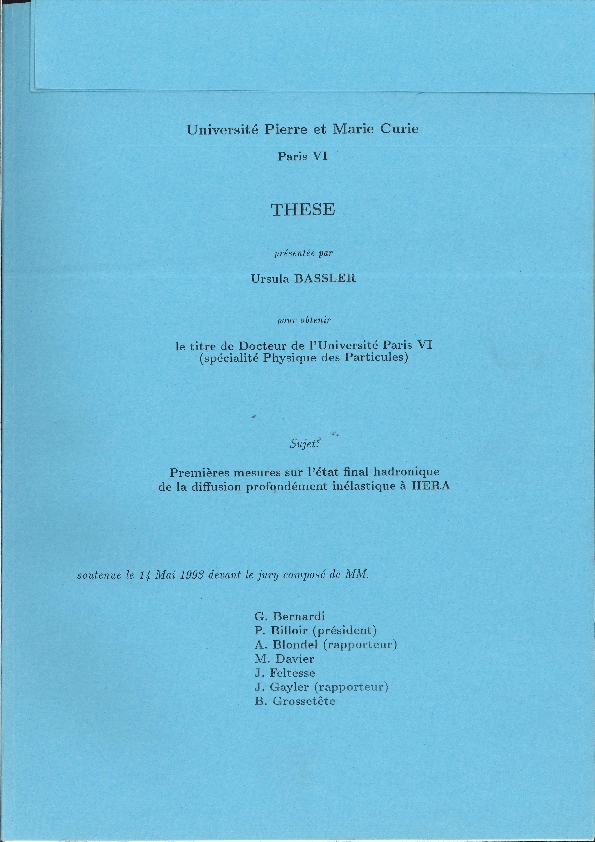 Université Pierre et Marie Curie
Paris VI
THESE
présentée par
Ursula BASSLER
pour obtenir
le titre de Docteur de l'Université Paris VI
(spécialité Physique des Particules)
Sujet:
Premières mesures sur l'état final hadronique
de la diffusion profondément inélastique à HERA
soutenue le 14 Mai 1993 devant le jury composé de MM.
G. Bernardi
P. Billoir (président)
A. Blondel (rapporteur)
M. Davier
J. Feltesse
J. Gayler (rapporteur)
B. Grossetête